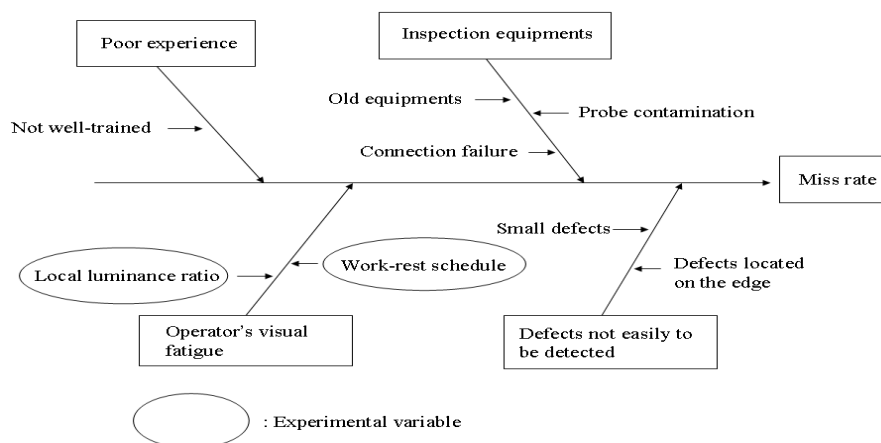 Poor experience
Inspection equipments
Old equipments
Probe contamination
Not well-trained
Connection failure
Miss rate
Small defects
Local luminance ratio
Work-rest schedule
Defects located
on the edge
Operator's visual
fatigue
Defects not easily to
be detected
: Experimental variable